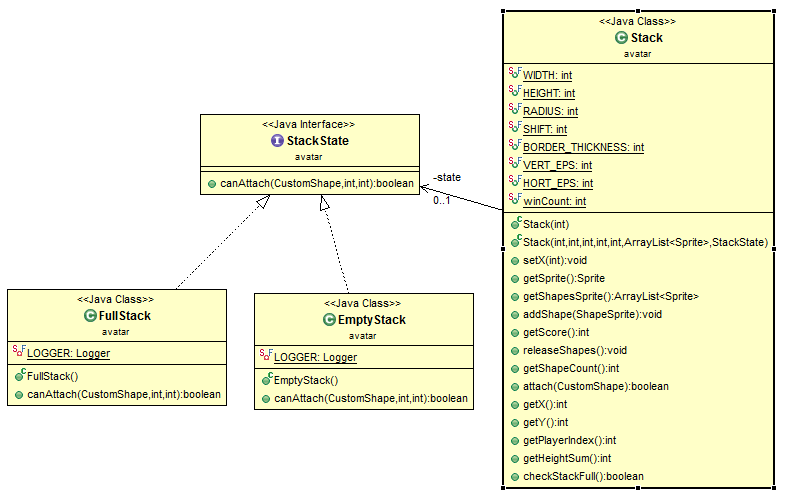 <<Java Class>>
Stack
avatar
WIDTH: int
HEIGHT: int
RADIUS: int
SHIFT: int
BORDER_THICKNESS: int
VERT_EPS: int
HORT_EPS: int
winCount: int
Stack(int)
Stack(int,int,int,int,int,ArrayList<Sprite>,StackState)
setX(int):void
getSprite():Sprite
getShapesSprite():ArrayList<Sprite>
addShape(ShapeSprite):void
getScore():int
releaseShapes():void
getShapeCount():int
attach(CustomShape):boolean
getX():int
getY():int
getPlayerIndex():int
getHeightSum():int
checkStackFull():boolean
<<Java Interface>>
StackState
avatar
canAttach(CustomShape,int,int):boolean
-state
0..1
<<Java Class>>
FullStack
avatar
LOGGER: Logger
FullStack()
canAttach(CustomShape,int,int):boolean
<<Java Class>>
EmptyStack
avatar
LOGGER: Logger
EmptyStack()
canAttach(CustomShape,int,int):boolean